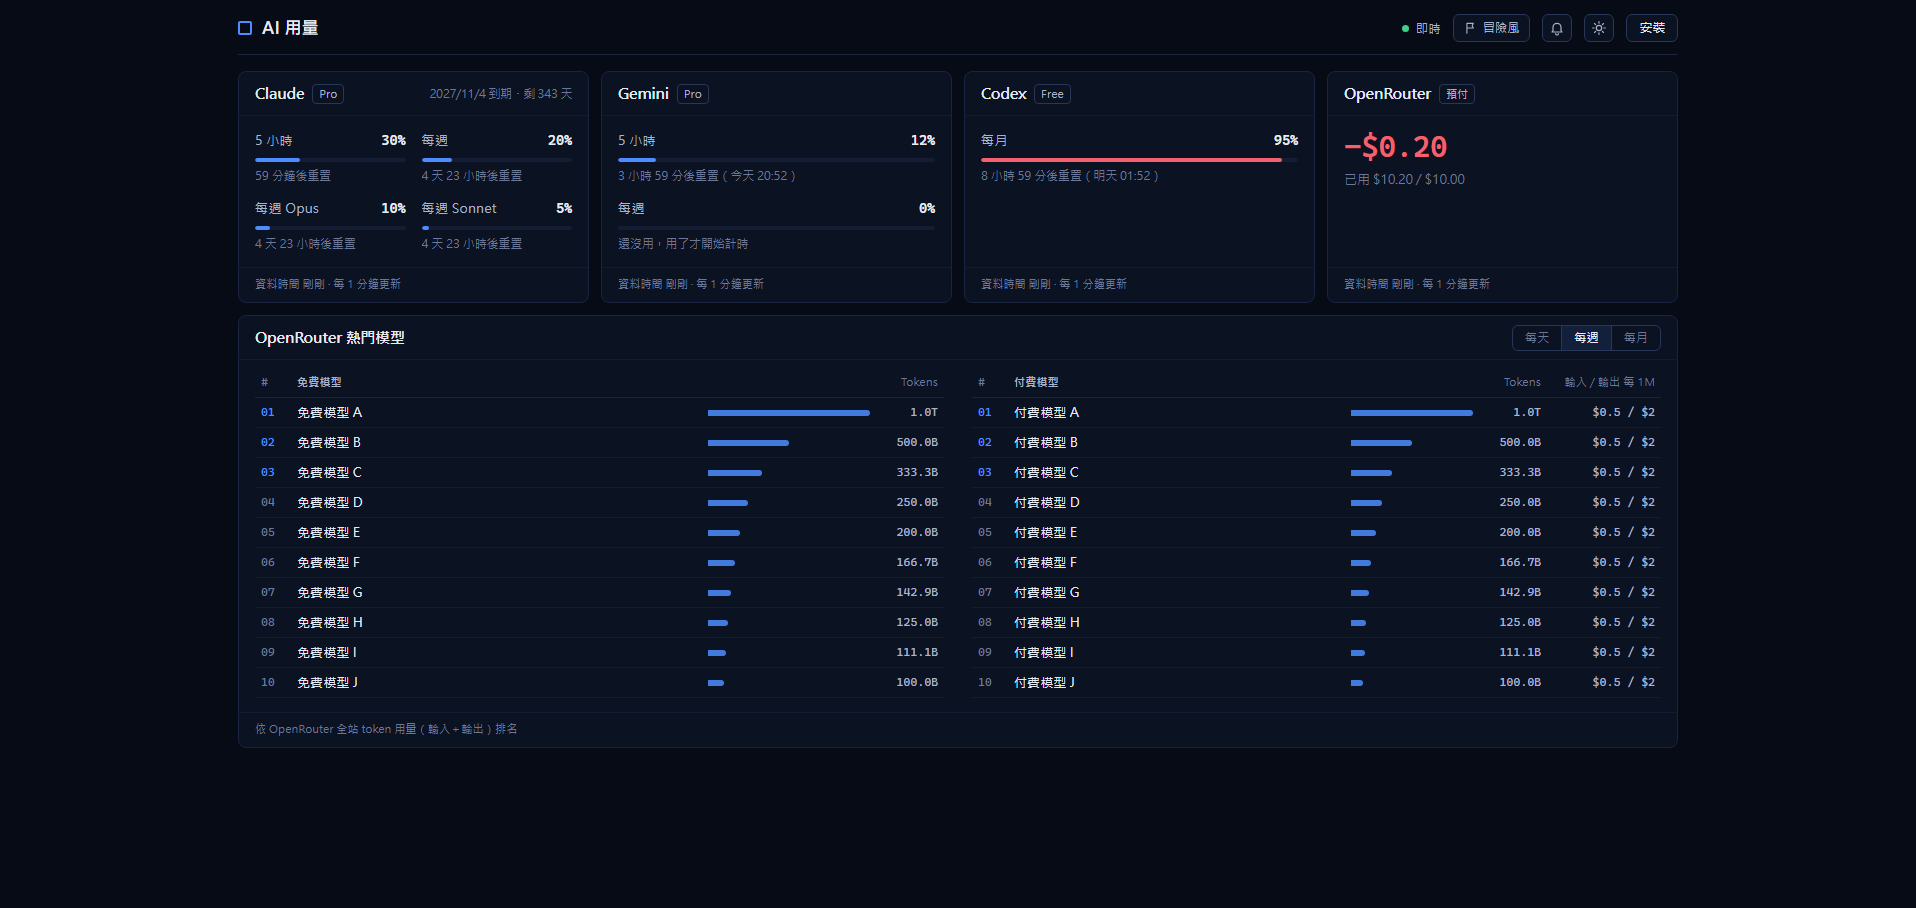 AI 用量
即時
冒險風
安裝
Claude Pro 2027/11/4 到期 · 剩 343 天
5 小時 30% 每週 20%
59 分鐘後重置 4 天 23 小時後重置
每週 Opus 10% 每週 Sonnet 5%
4 天 23 小時後重置 4 天 23 小時後重置
資料時間 剛剛 · 每 1 分鐘更新
Gemini Pro
5 小時 12%
3 小時 59 分後重置（今天 20:52）
每週 0%
還沒用，用了才開始計時
資料時間 剛剛 · 每 1 分鐘更新
Codex Free
每月 95%
8 小時 59 分後重置（明天 01:52）
資料時間 剛剛 · 每 1 分鐘更新
OpenRouter 預付
−$0.20
已用 $10.20 / $10.00
資料時間 剛剛 · 每 1 分鐘更新
OpenRouter 熱門模型 每天 每週 每月
# 免費模型 Tokens
01 免費模型 A 1.0T
02 免費模型 B 500.0B
03 免費模型 C 333.3B
04 免費模型 D 250.0B
05 免費模型 E 200.0B
06 免費模型 F 166.7B
07 免費模型 G 142.9B
08 免費模型 H 125.0B
09 免費模型 I 111.1B
10 免費模型 J 100.0B
# 付費模型 Tokens 輸入 / 輸出 每 1M
01 付費模型 A 1.0T $0.5 / $2
02 付費模型 B 500.0B $0.5 / $2
03 付費模型 C 333.3B $0.5 / $2
04 付費模型 D 250.0B $0.5 / $2
05 付費模型 E 200.0B $0.5 / $2
06 付費模型 F 166.7B $0.5 / $2
07 付費模型 G 142.9B $0.5 / $2
08 付費模型 H 125.0B $0.5 / $2
09 付費模型 I 111.1B $0.5 / $2
10 付費模型 J 100.0B $0.5 / $2
依 OpenRouter 全站 token 用量（輸入 + 輸出）排名